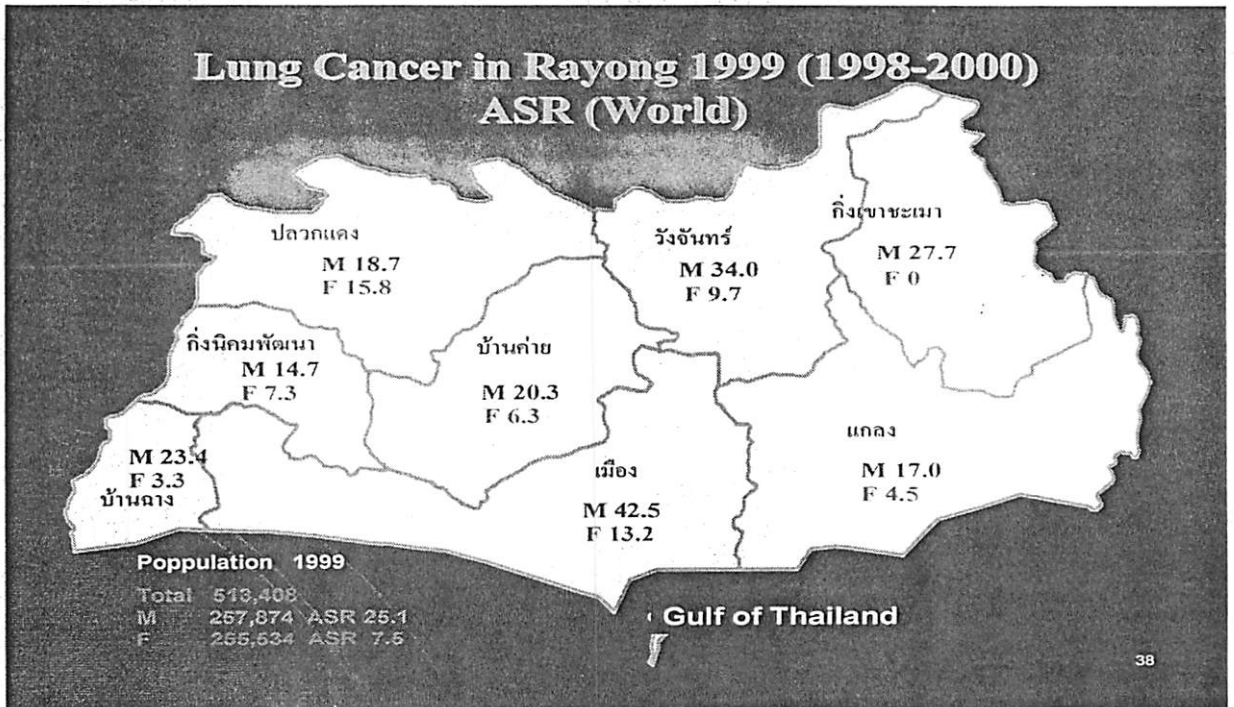 Lung Cancer in Rayong 1999 (1998-2000)
ASR (World)
ปลวกแดง
M 18.7
F 15.8
วังจันทร์
M 34.0
F 9.7
กิ่งเขาชะเมา
M 27.7
F 0
กิ่งนิคมพัฒนา
M 14.7
F 7.3
บ้านค่าย
M 20.3
F 6.3
แกลง
M 17.0
F 4.5
M 23.4
F 3.3
บ้านฉาง
เมือง
M 42.5
F 13.2
Poppulation 1999
Total 513,408
M 257,874 ASR 25.1
F 255,534 ASR 7.5
Gulf of Thailand
38